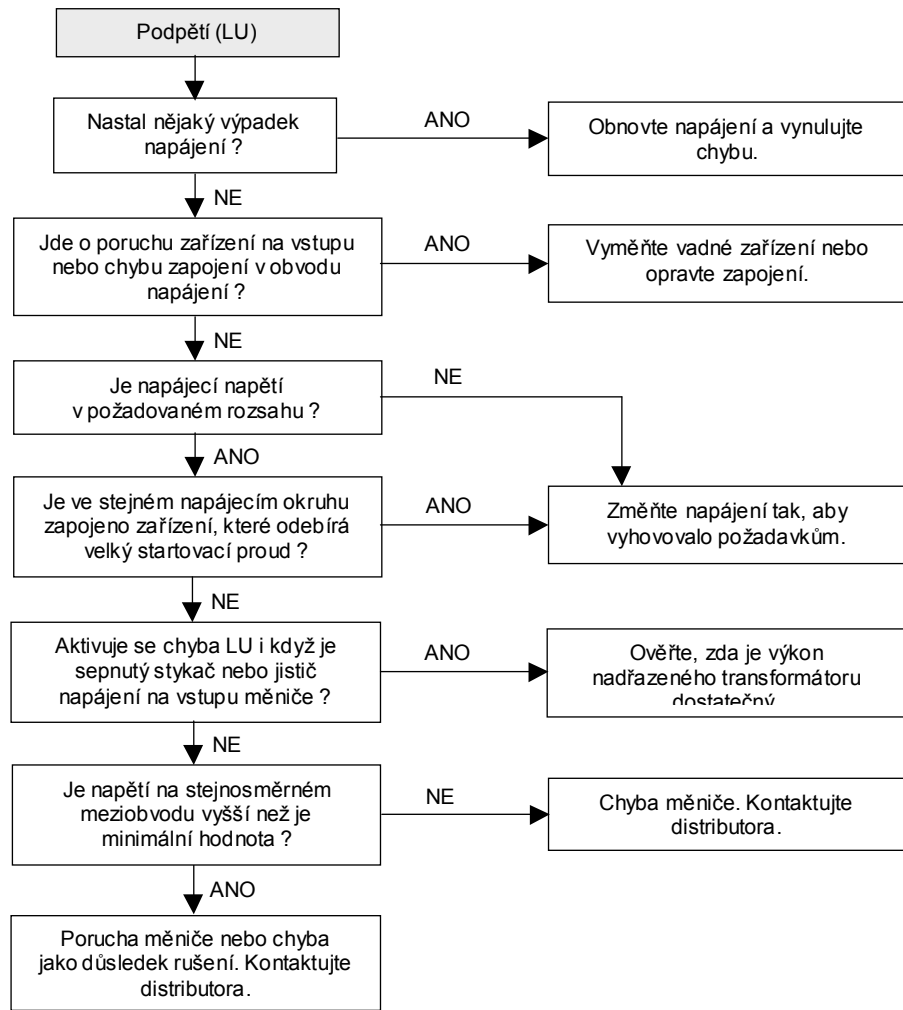 Podpětí (LU)
Nastal nějaký výpadek
napájení ?
ANO
Obnovte napájení a vynulujte
chybu.
NE
Jde o poruchu zařízení na vstupu
nebo chybu zapojení v obvodu
napájení ?
ANO
Vyměňte vadné zařízení nebo
opravte zapojení.
NE
Je napájecí napětí
v požadovaném rozsahu ?
NE
ANO
Je ve stejném napájecím okruhu
zapojeno zařízení, které odebírá
velký startovací proud ?
ANO
Změňte napájení tak, aby
vyhovovalo požadavkům.
NE
Aktivuje se chyba LU i když je
sepnutý stykač nebo jistič
napájení na vstupu měniče ?
ANO
Ověřte, zda je výkon
nadřazeného transformátoru
dostatečný
NE
Je napětí na stejnosměrném
meziobvodu vyšší než je
minimální hodnota ?
NE
Chyba měniče. Kontaktujte
distributora.
ANO
Porucha měniče nebo chyba
jako důsledek rušení. Kontaktujte
distributora.